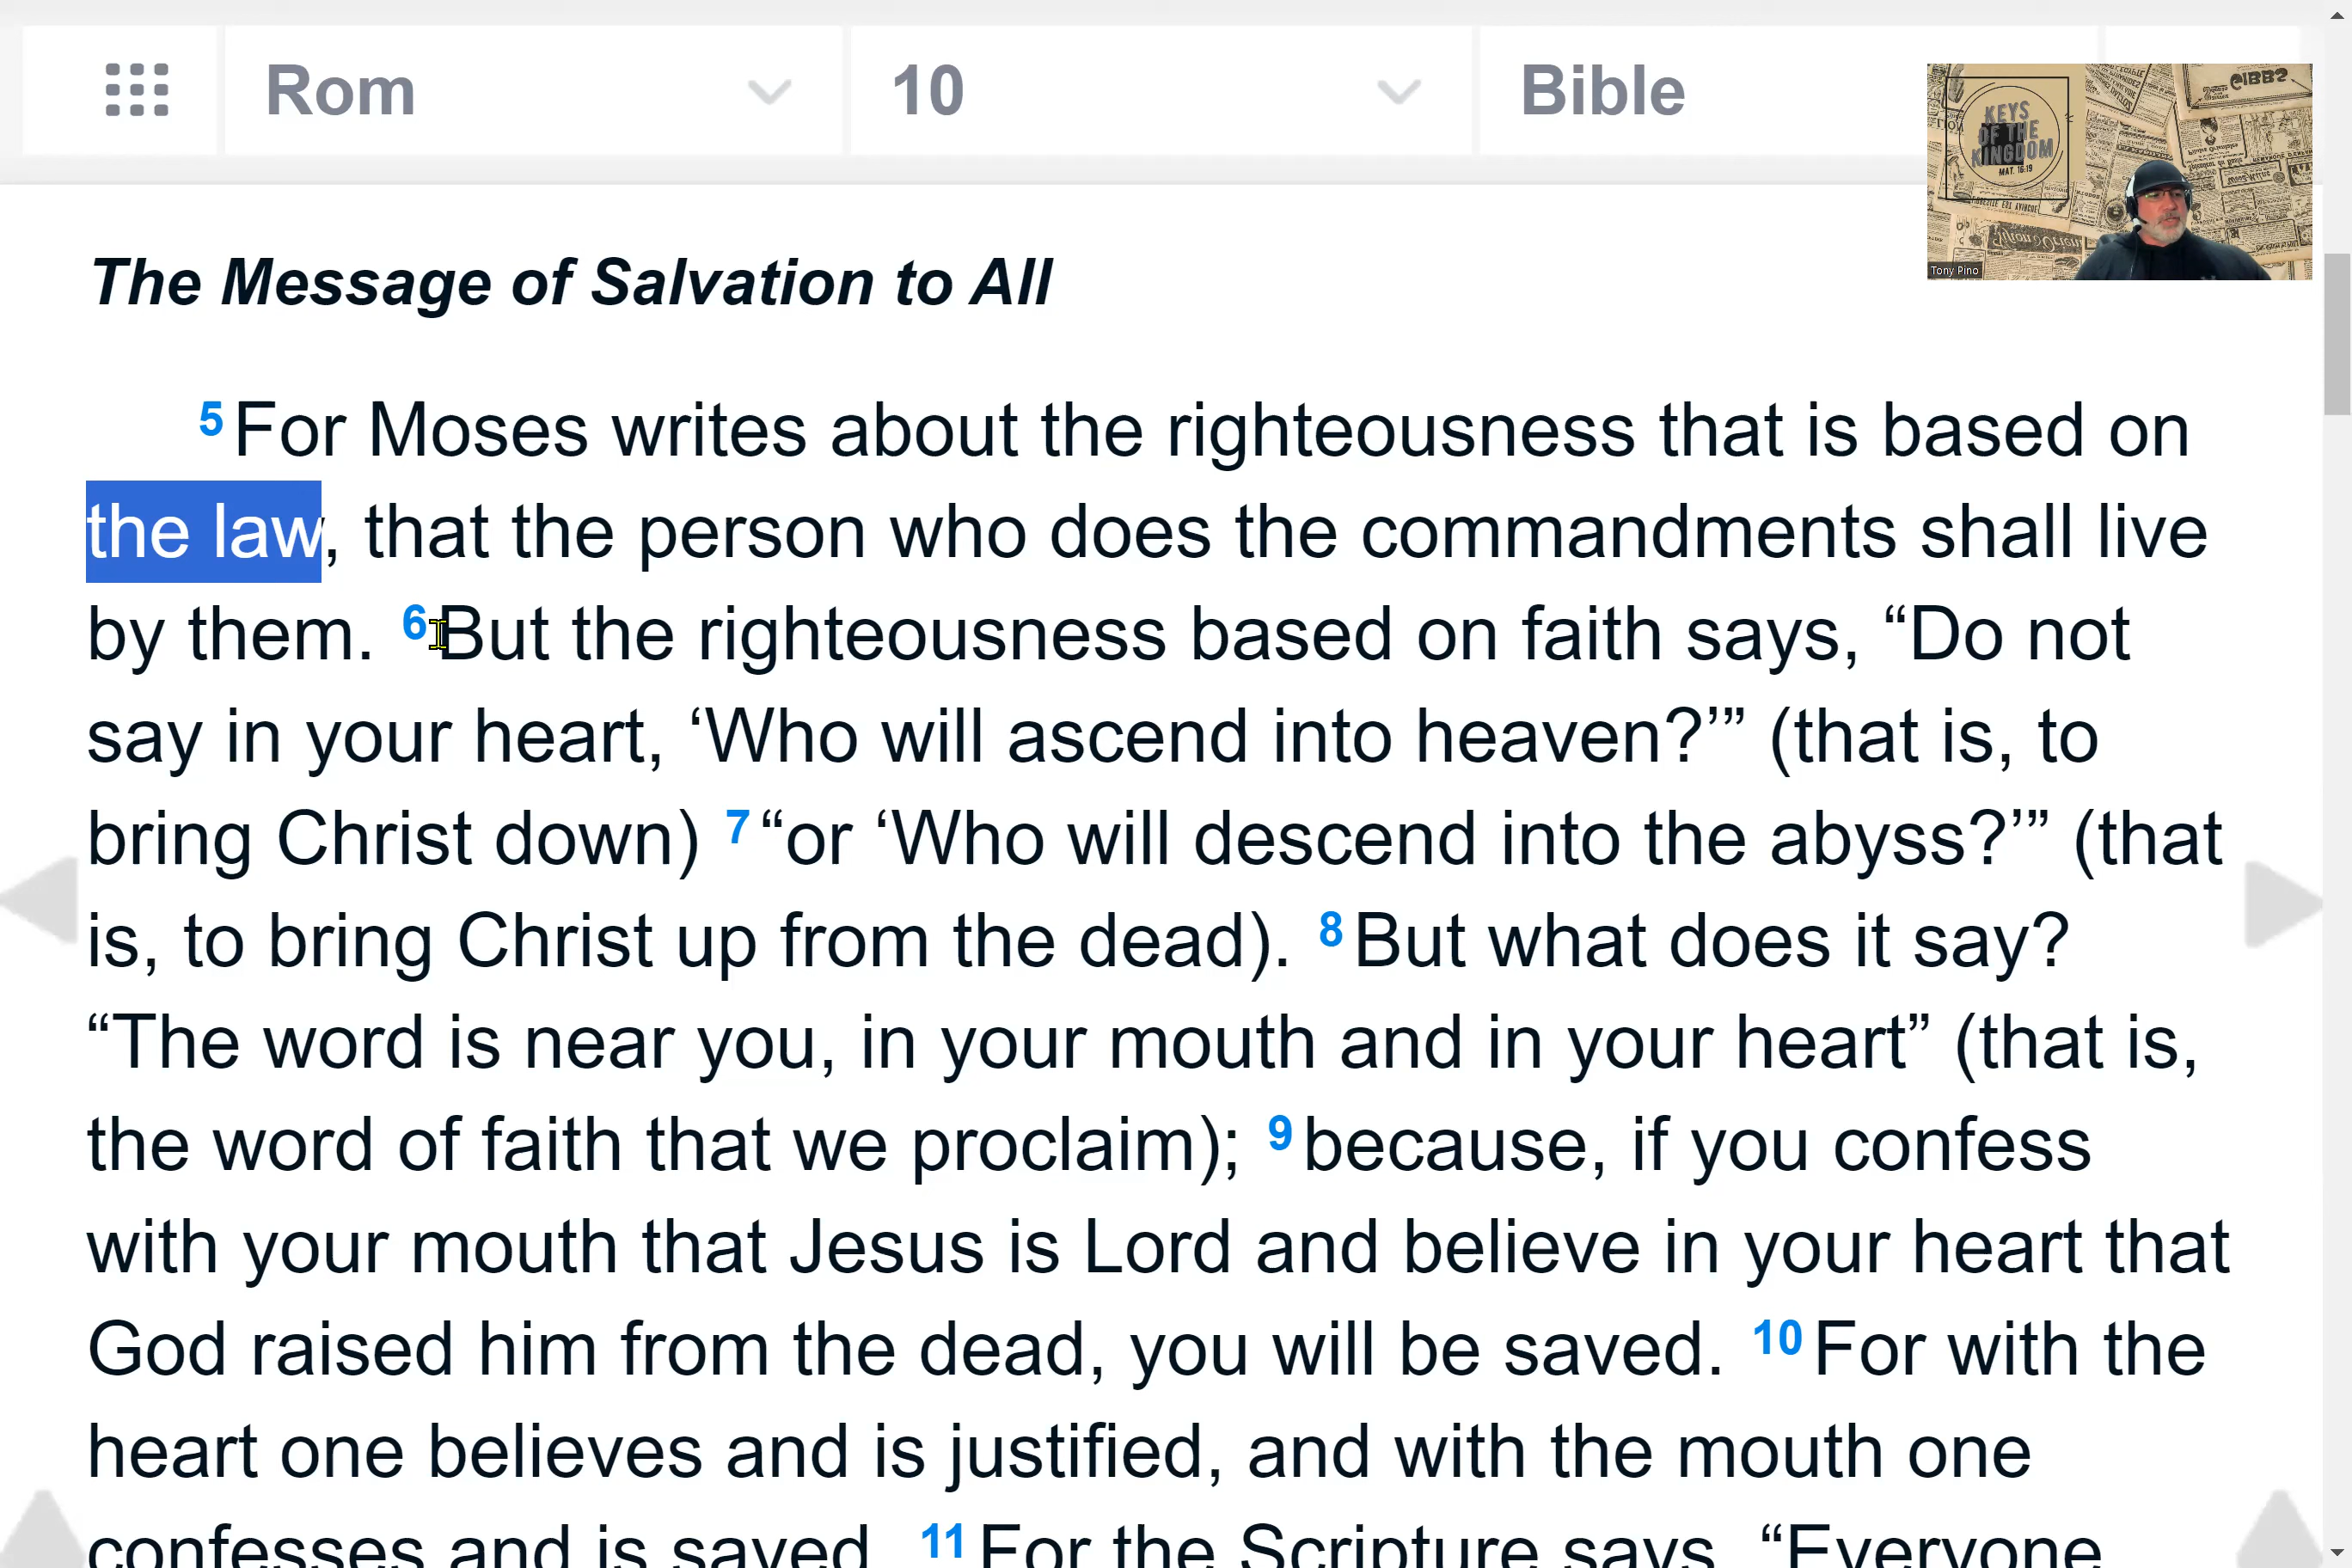 Rom
10
Bible
KEYS
OF THE
KINGDOM
MAT. 16:19
GIBBS
Tony Pino
The Message of Salvation to All
5 For Moses writes about the righteousness that is based on
the law, that the person who does the commandments shall live
by them. 6 But the righteousness based on faith says, “Do not
say in your heart, ‘Who will ascend into heaven?’” (that is, to
bring Christ down) 7 “or ‘Who will descend into the abyss?’” (that
is, to bring Christ up from the dead). 8 But what does it say?
“The word is near you, in your mouth and in your heart” (that is,
the word of faith that we proclaim); 9 because, if you confess
with your mouth that Jesus is Lord and believe in your heart that
God raised him from the dead, you will be saved. 10 For with the
heart one believes and is justified, and with the mouth one
confesses and is saved. 11 For the Scripture says, “Everyone